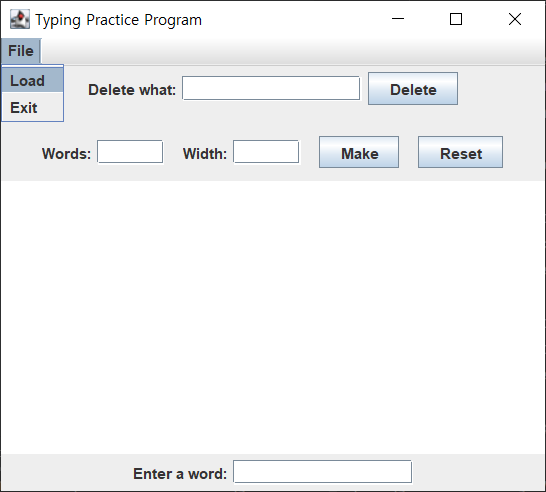 Typing Practice Program
File
Load
Exit
Delete what: Delete
Words: Width: Make Reset
Enter a word: